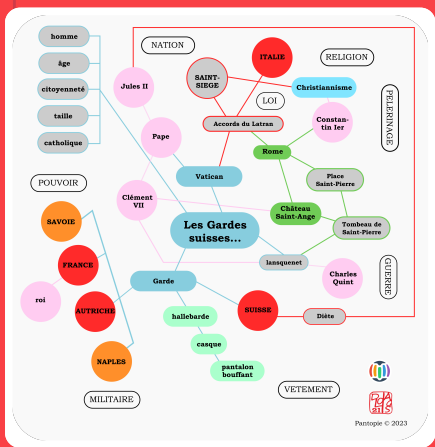 homme
NATION
ITALIE
RELIGION
âge
SAINT-
SIEGE
Jules II
citoyenneté
Christiannisme
LOI
taille
Accords du Latran
Constan-
tin Ier
PELERINAGE
Pape
catholique
Rome
Vatican
Place
Saint-Pierre
POUVOIR
Clément
VII
Château
Saint-Ange
SAVOIE
Les Gardes
suisses...
Tombeau de
Saint-Pierre
FRANCE
lansquenet
GUERRE
Charles
Quint
Garde
roi
AUTRICHE
SUISSE
hallebarde
Diète
casque
NAPLES
pantalon
bouffant
VETEMENT
MILITAIRE
Pantopie © 2023